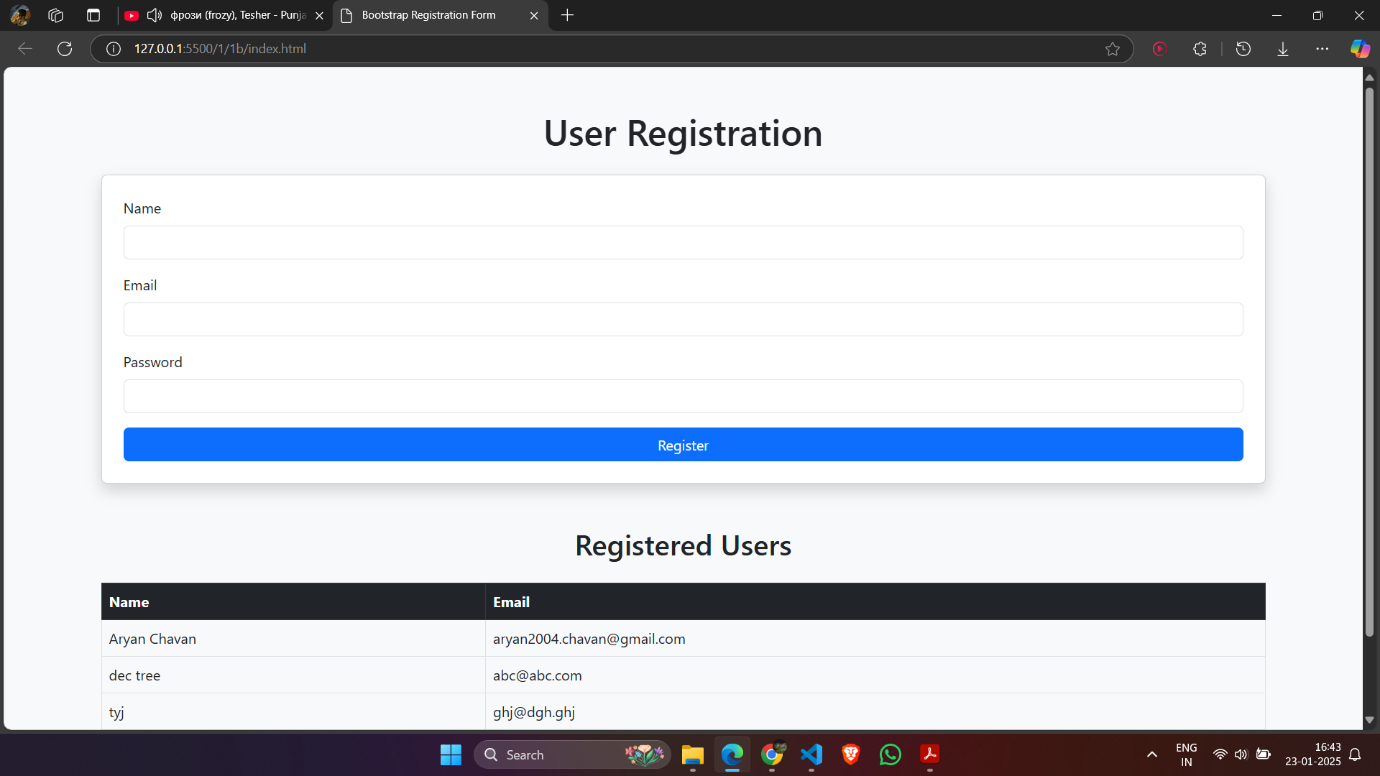 фрози (frozy), Tesher - Punja
Bootstrap Registration Form
127.0.0.1:5500/1/1b/index.html
User Registration
Name
Email
Password
Register
Registered Users
Name Email
Aryan Chavan aryan2004.chavan@gmail.com
dec tree abc@abc.com
tyj ghj@dgh.ghj
Search
ENG
IN
16:43
23-01-2025